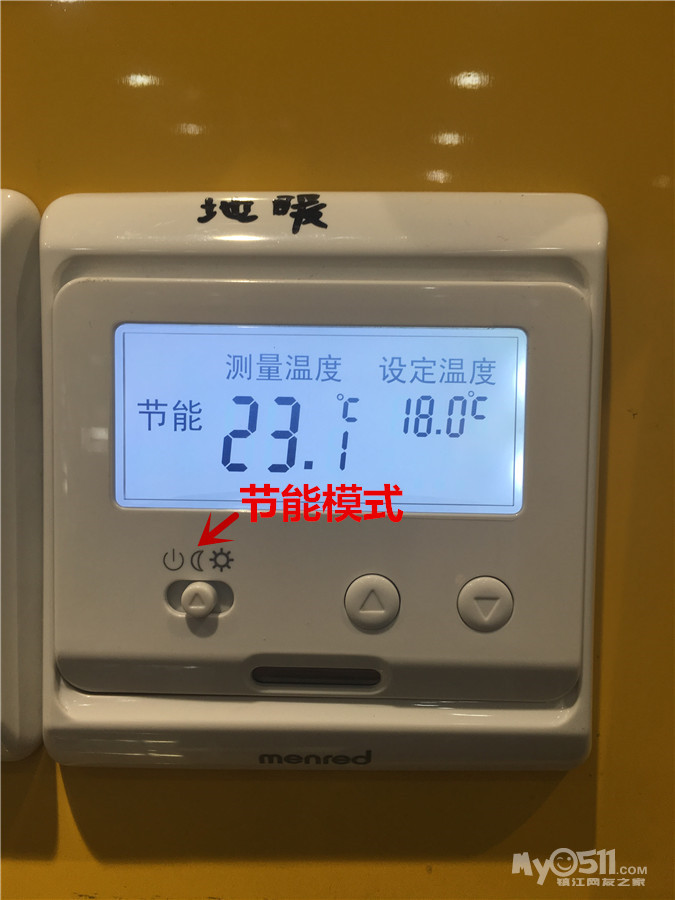 地暖
测量温度 设定温度
节能 23.1℃ 18.0℃
节能模式
menred
My0511.COM
镇江网友之家